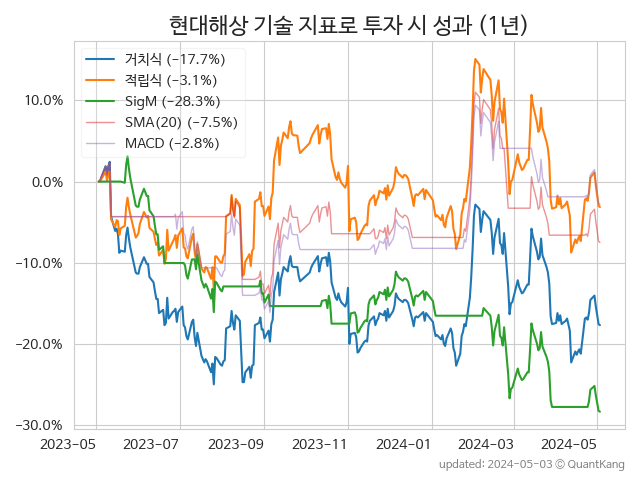 현대해상 기술 지표로 투자 시 성과 (1년)
거치식 (−17.7%)
적립식 (−3.1%)
SigM (−28.3%)
SMA(20) (−7.5%)
MACD (−2.8%)
10.0%
0.0%
−10.0%
−20.0%
−30.0%
2023-05 2023-07 2023-09 2023-11 2024-01 2024-03 2024-05
updated: 2024-05-03 ⓒ QuantKang